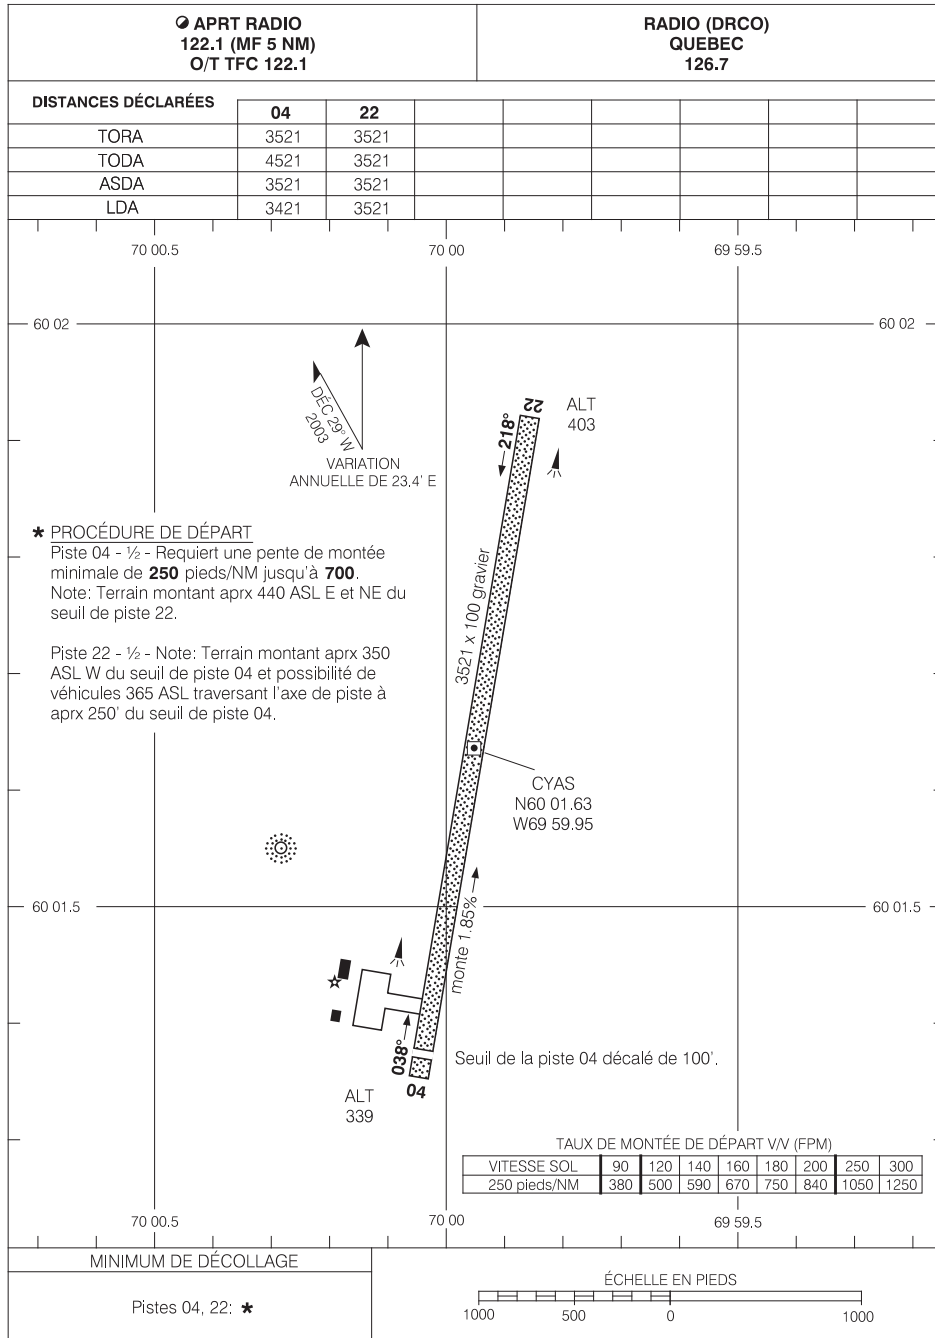 APRT RADIO
122.1 (MF 5 NM)
O/T TFC 122.1
RADIO (DRCO)
QUEBEC
126.7
DISTANCES DÉCLARÉES 04 22
TORA 3521 3521
TODA 4521 3521
ASDA 3521 3521
LDA 3421 3521
70 00.5 70 00 69 59.5
60 02 60 02
DÉC 29° W
2003
VARIATION
ANNUELLE DE 23.4' E
22
ALT
403
218°
* PROCÉDURE DE DÉPART
Piste 04 - ½ - Requiert une pente de montée
minimale de 250 pieds/NM jusqu'à 700.
Note: Terrain montant aprx 440 ASL E et NE du
seuil de piste 22.
Piste 22 - ½ - Note: Terrain montant aprx 350
ASL W du seuil de piste 04 et possibilité de
véhicules 365 ASL traversant l'axe de piste à
aprx 250' du seuil de piste 04.
3521 x 100 gravier
CYAS
N60 01.63
W69 59.95
60 01.5 60 01.5
monte 1.85%
038°
04
Seuil de la piste 04 décalé de 100'.
ALT
339
TAUX DE MONTÉE DE DÉPART V/V (FPM)
VITESSE SOL 90 120 140 160 180 200 250 300
250 pieds/NM 380 500 590 670 750 840 1050 1250
70 00.5 70 00 69 59.5
MINIMUM DE DÉCOLLAGE
Pistes 04, 22: *
ÉCHELLE EN PIEDS
1000 500 0 1000